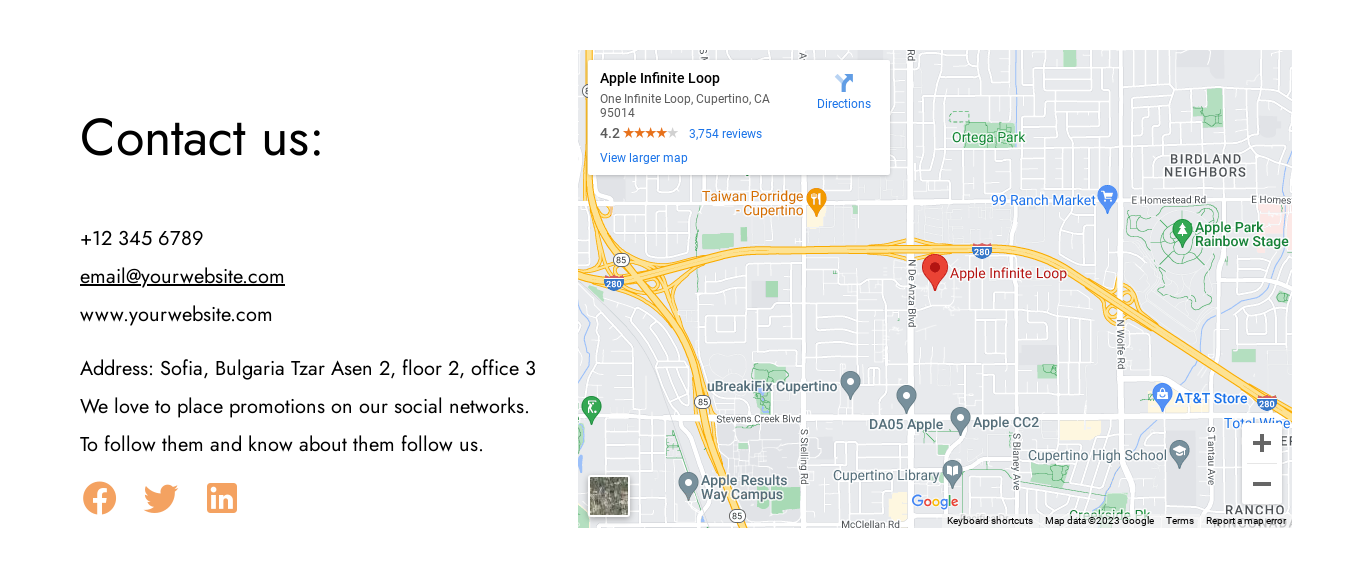 Contact us:
+12 345 6789
email@yourwebsite.com
www.yourwebsite.com
Address: Sofia, Bulgaria Tzar Asen 2, floor 2, office 3
We love to place promotions on our social networks.
To follow them and know about them follow us.
Apple Infinite Loop
One Infinite Loop, Cupertino, CA
95014
Directions
4.2 3,754 reviews
View larger map
Ortega Park
BIRDLAND
NEIGHBORS
Taiwan Porridge
- Cupertino
99 Ranch Market
E Homestead Rd
E Homes
Apple Park
Rainbow Stage
85
280
280
Apple Infinite Loop
N De Anza Blvd
N Wolfe Rd
uBreakiFix Cupertino
DA05 Apple
Apple CC2
AT&T Store
280
85
Stevens Creek Blvd
S Stelling Rd
S Blaney Ave
S Tantau Ave
Cupertino High School
Cupertino Library
Apple Results
Way Campus
85
McClellan Rd
Google
RANCHO
Keyboard shortcuts
Map data ©2023 Google
Terms
Report a map error